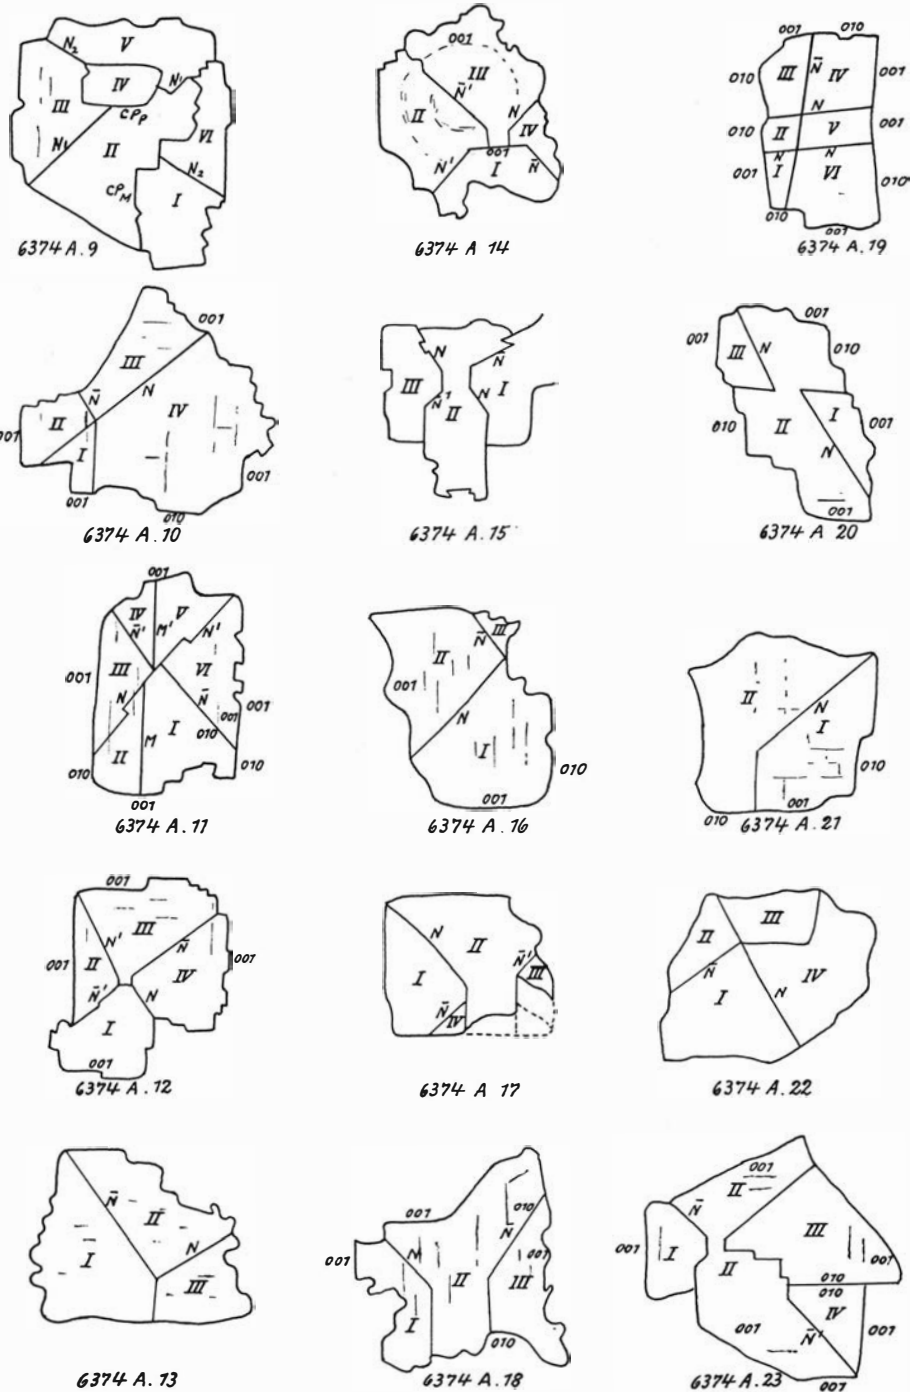 N₂ V
IV N₁
III
CPₚ
N₁ II VI
N₂
CP_M I
6374 A.9
001
III
N̄'
II N IV
001
N̄' I N̄
6374 A 14
001 010
III N̄ IV 001
010
N
010 II V 001
N N
001 I VI 010
010
001
6374 A.19
001
III
N̄ N
II IV
001
I
001 001
010
6374 A.10
N N̄
III I
N̄' II N
6374 A.15
001
001 III N 010
010 II I 001
N
001
6374 A 20
001
IV V
N̄' M' N'
001 III VI
N N̄ 001
001
II M I 010
010 010
001
6374 A.11
III
II N̄
001
N
I
010
001
6374 A.16
II
N
I
010
001
010
6374 A.21
001
III
N' N̄
001 II IV 001
N̄' N
I
001
6374 A.12
N II
N̄'
I III
N̄
IV
6374 A 17
III
II
N̄
I N IV
6374 A.22
N̄
II
I N
III
6374 A.13
001 010
N̄
001 N 001
II III
I
010
6374 A.18
001
II
N̄
III
001 I 001
II 010
010
IV
001 N̄' 001
001
6374 A.23